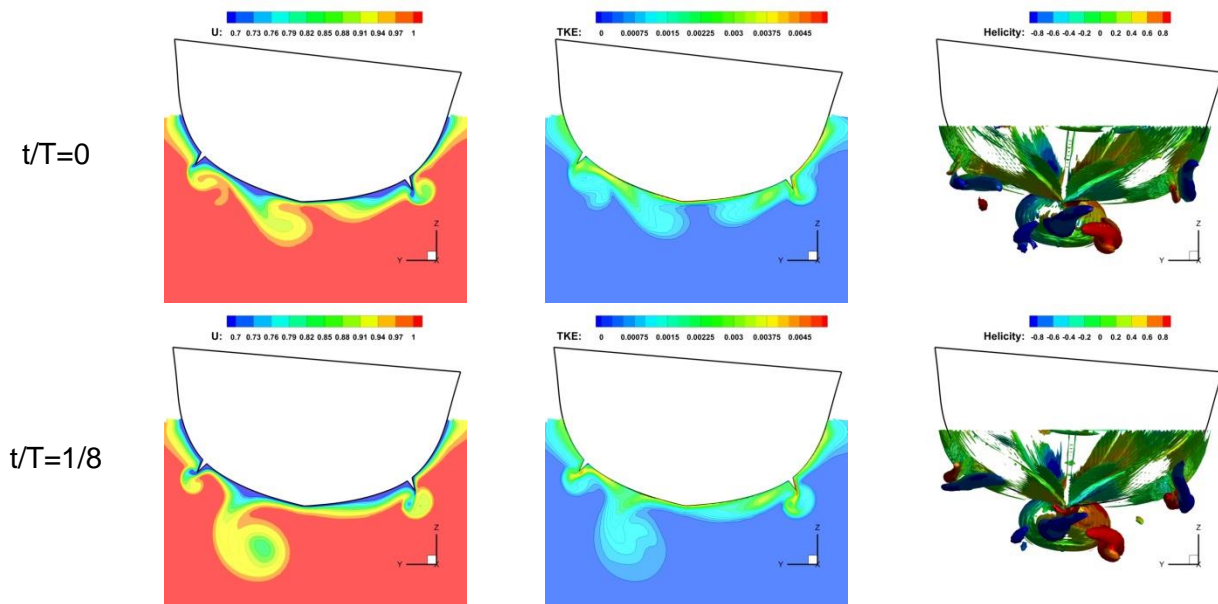 U: 0.7 0.73 0.76 0.79 0.82 0.85 0.88 0.91 0.94 0.97 1
TKE: 0 0.00075 0.0015 0.00225 0.003 0.00375 0.0045
Helicity: -0.8 -0.6 -0.4 -0.2 0 0.2 0.4 0.6 0.8
t/T=0
Z
Y X
Z
Y X
Z
Y X
U: 0.7 0.73 0.76 0.79 0.82 0.85 0.88 0.91 0.94 0.97 1
TKE: 0 0.00075 0.0015 0.00225 0.003 0.00375 0.0045
Helicity: -0.8 -0.6 -0.4 -0.2 0 0.2 0.4 0.6 0.8
t/T=1/8
Z
Y X
Z
Y X
Z
Y X